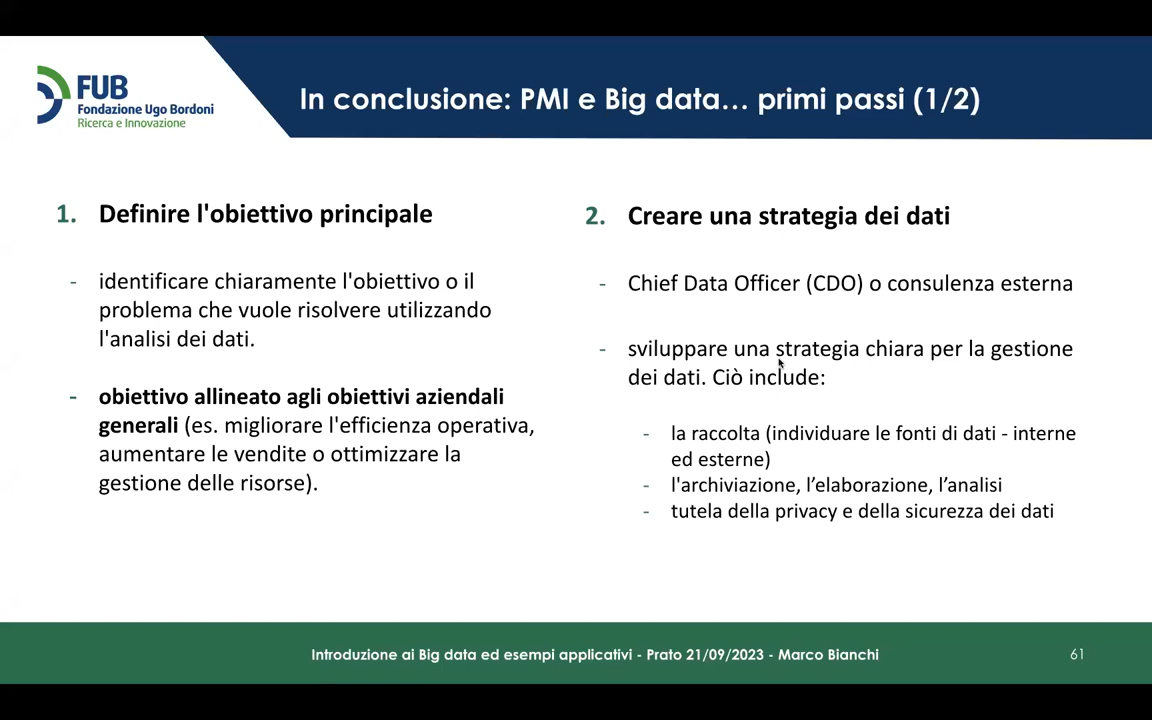 FUB
Fondazione Ugo Bordoni
Ricerca e Innovazione
In conclusione: PMI e Big data… primi passi (1/2)
1. Definire l'obiettivo principale
- identificare chiaramente l'obiettivo o il
problema che vuole risolvere utilizzando
l'analisi dei dati.
- obiettivo allineato agli obiettivi aziendali
generali (es. migliorare l'efficienza operativa,
aumentare le vendite o ottimizzare la
gestione delle risorse).
2. Creare una strategia dei dati
- Chief Data Officer (CDO) o consulenza esterna
- sviluppare una strategia chiara per la gestione
dei dati. Ciò include:
- la raccolta (individuare le fonti di dati - interne
ed esterne)
- l'archiviazione, l’elaborazione, l’analisi
- tutela della privacy e della sicurezza dei dati
Introduzione ai Big data ed esempi applicativi - Prato 21/09/2023 - Marco Bianchi
61